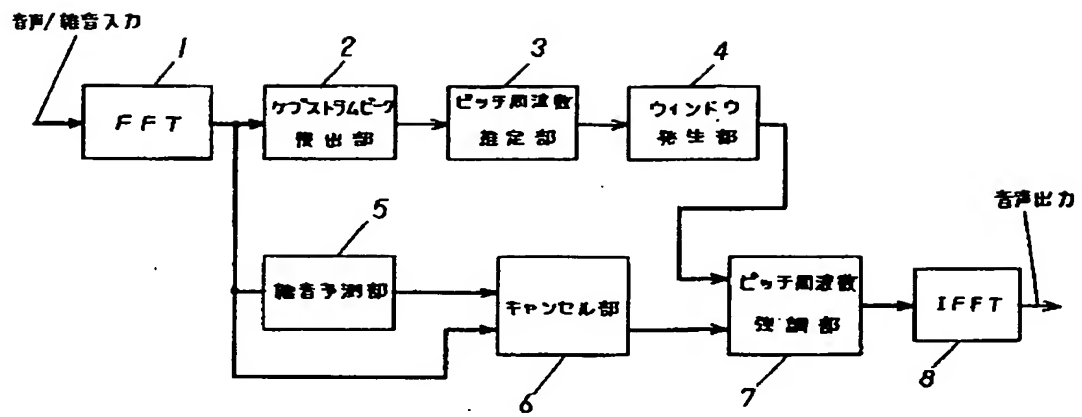 音声/雑音入力
1
FFT
2
ケプストラムピーク
検出部
3
ピッチ周波数
推定部
4
ウィンドウ
発生部
5
雑音予測部
キャンセル部
6
ピッチ周波数
強調部
7
IFFT
8
音声出力